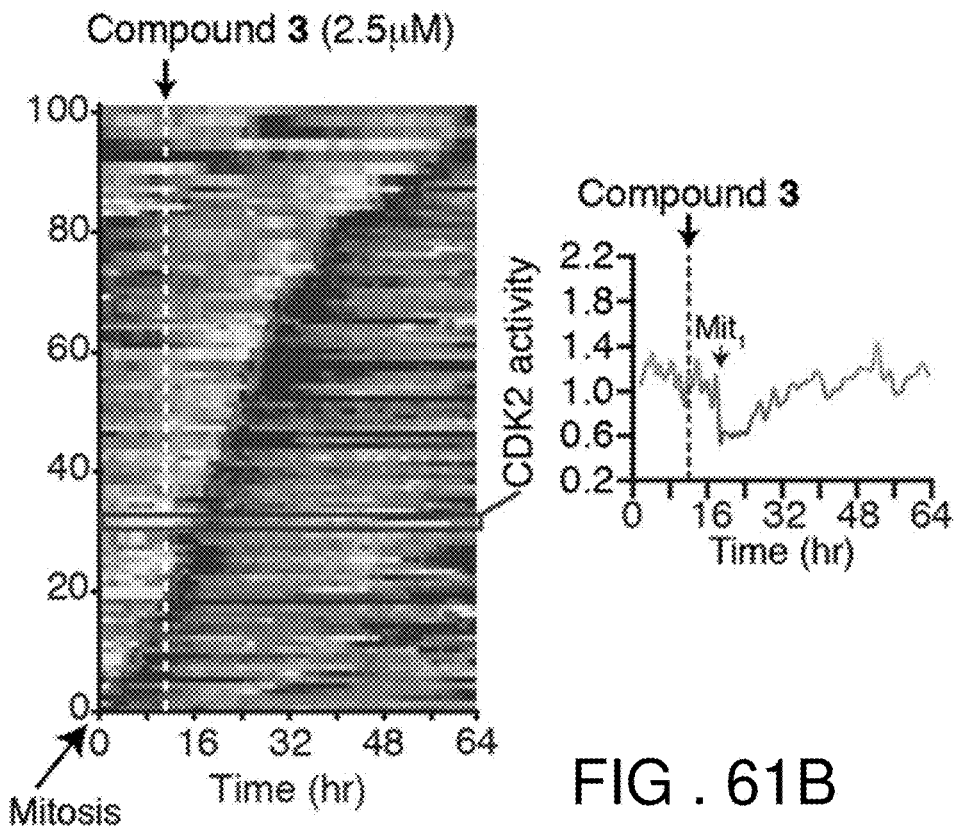 Compound 3 (2.5μM)
100
80
60
40
20
0
0 16 32 48 64
Time (hr)
Mitosis
Compound 3
CDK2 activity
2.2
1.8
1.4
1.0
0.6
0.2
Mit1
0 16 32 48 64
Time (hr)
FIG . 61B